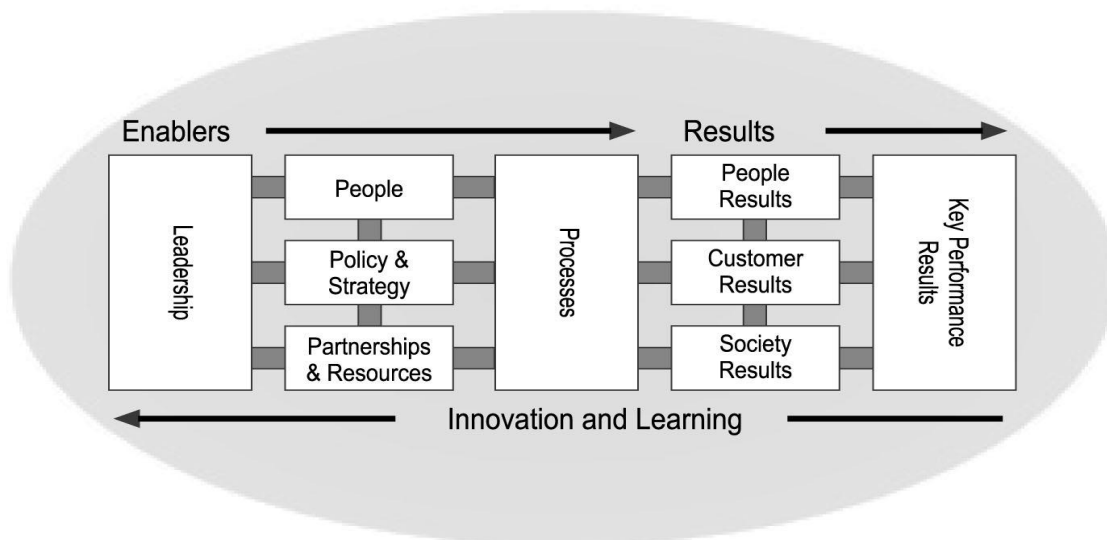 Enablers
Results
Leadership
People
Policy &
Strategy
Partnerships
& Resources
Processes
People
Results
Customer
Results
Society
Results
Key Performance
Results
Innovation and Learning